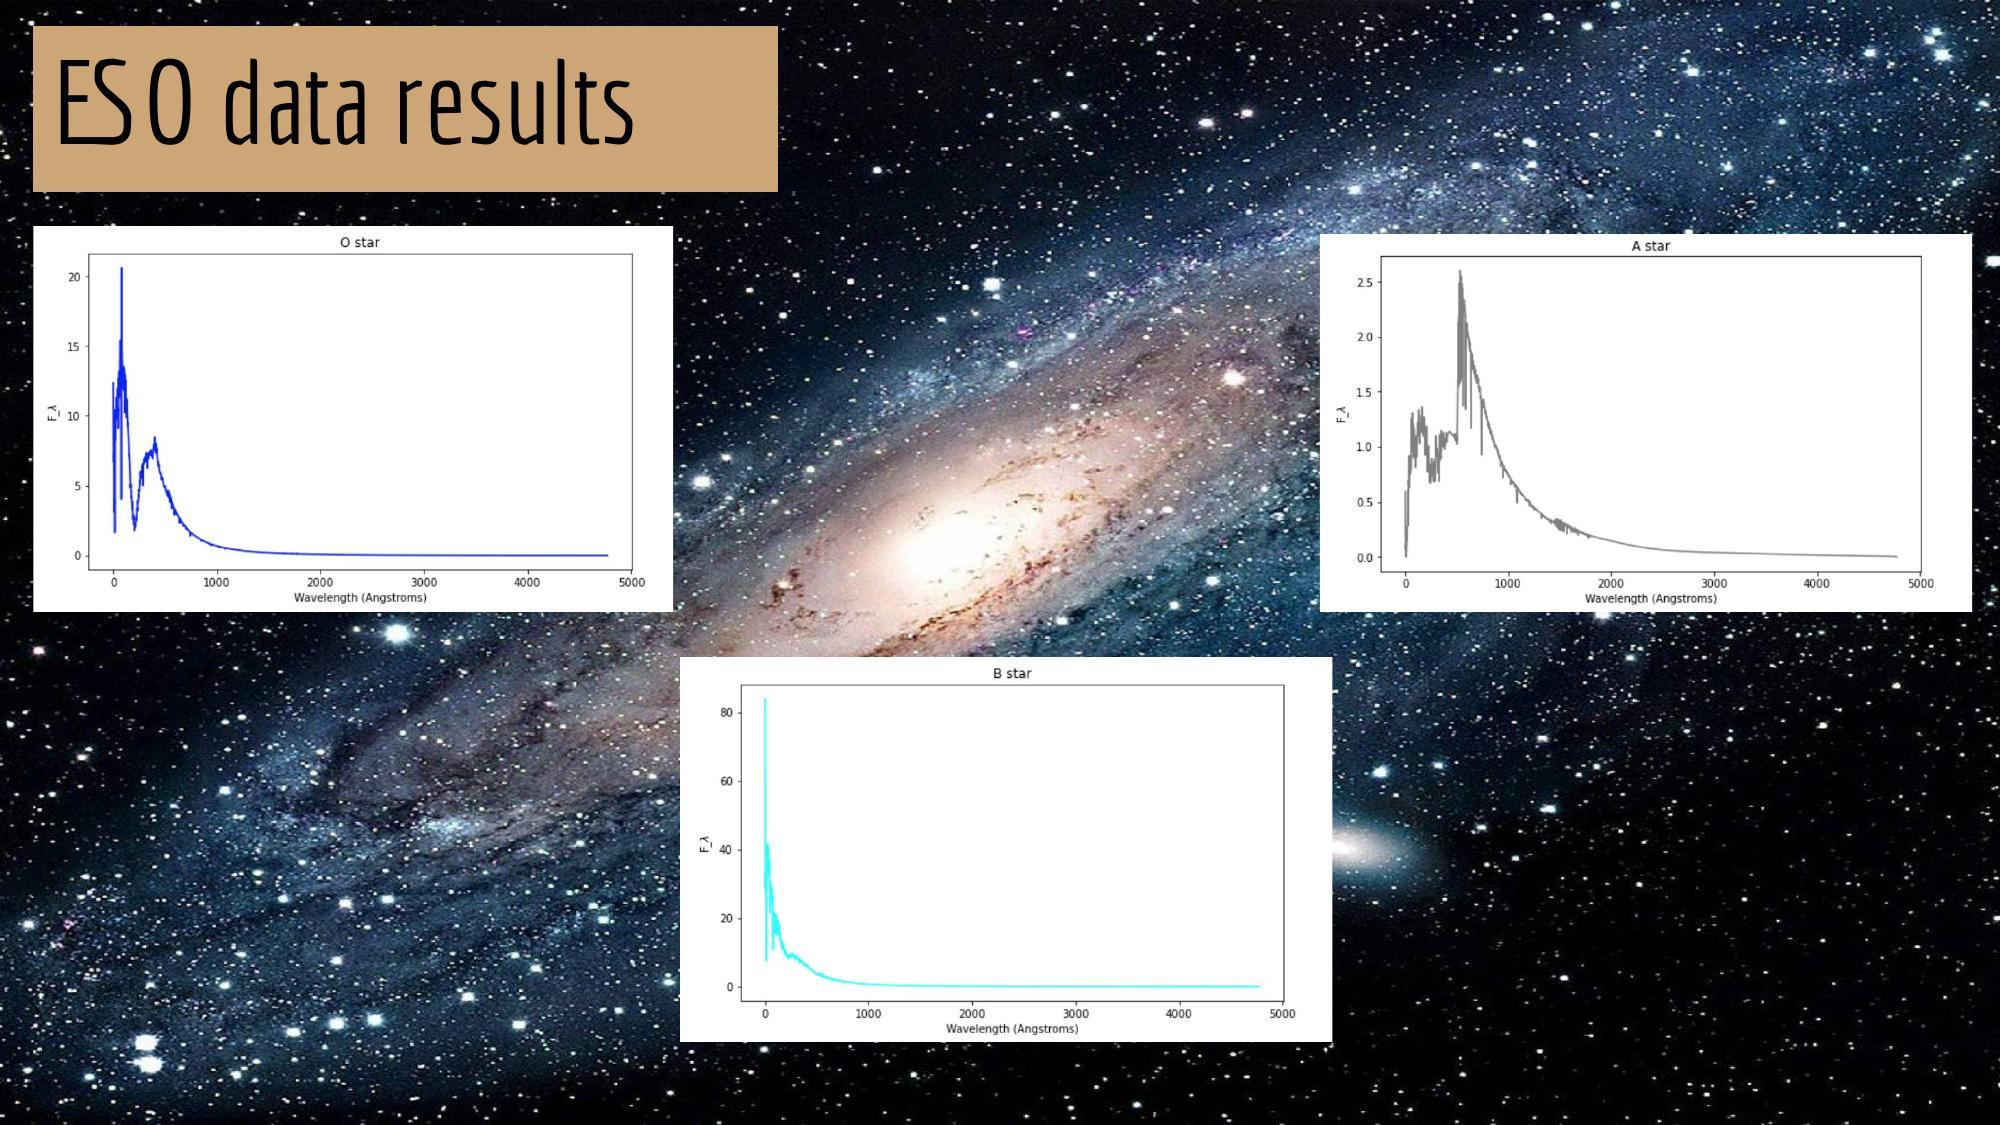 ESO data results
O star
20
15
10
5
0
F_λ
0 1000 2000 3000 4000 5000
Wavelength (Angstroms)
A star
2.5
2.0
1.5
1.0
0.5
0.0
F_λ
0 1000 2000 3000 4000 5000
Wavelength (Angstroms)
B star
80
60
40
20
0
F_λ
0 1000 2000 3000 4000 5000
Wavelength (Angstroms)